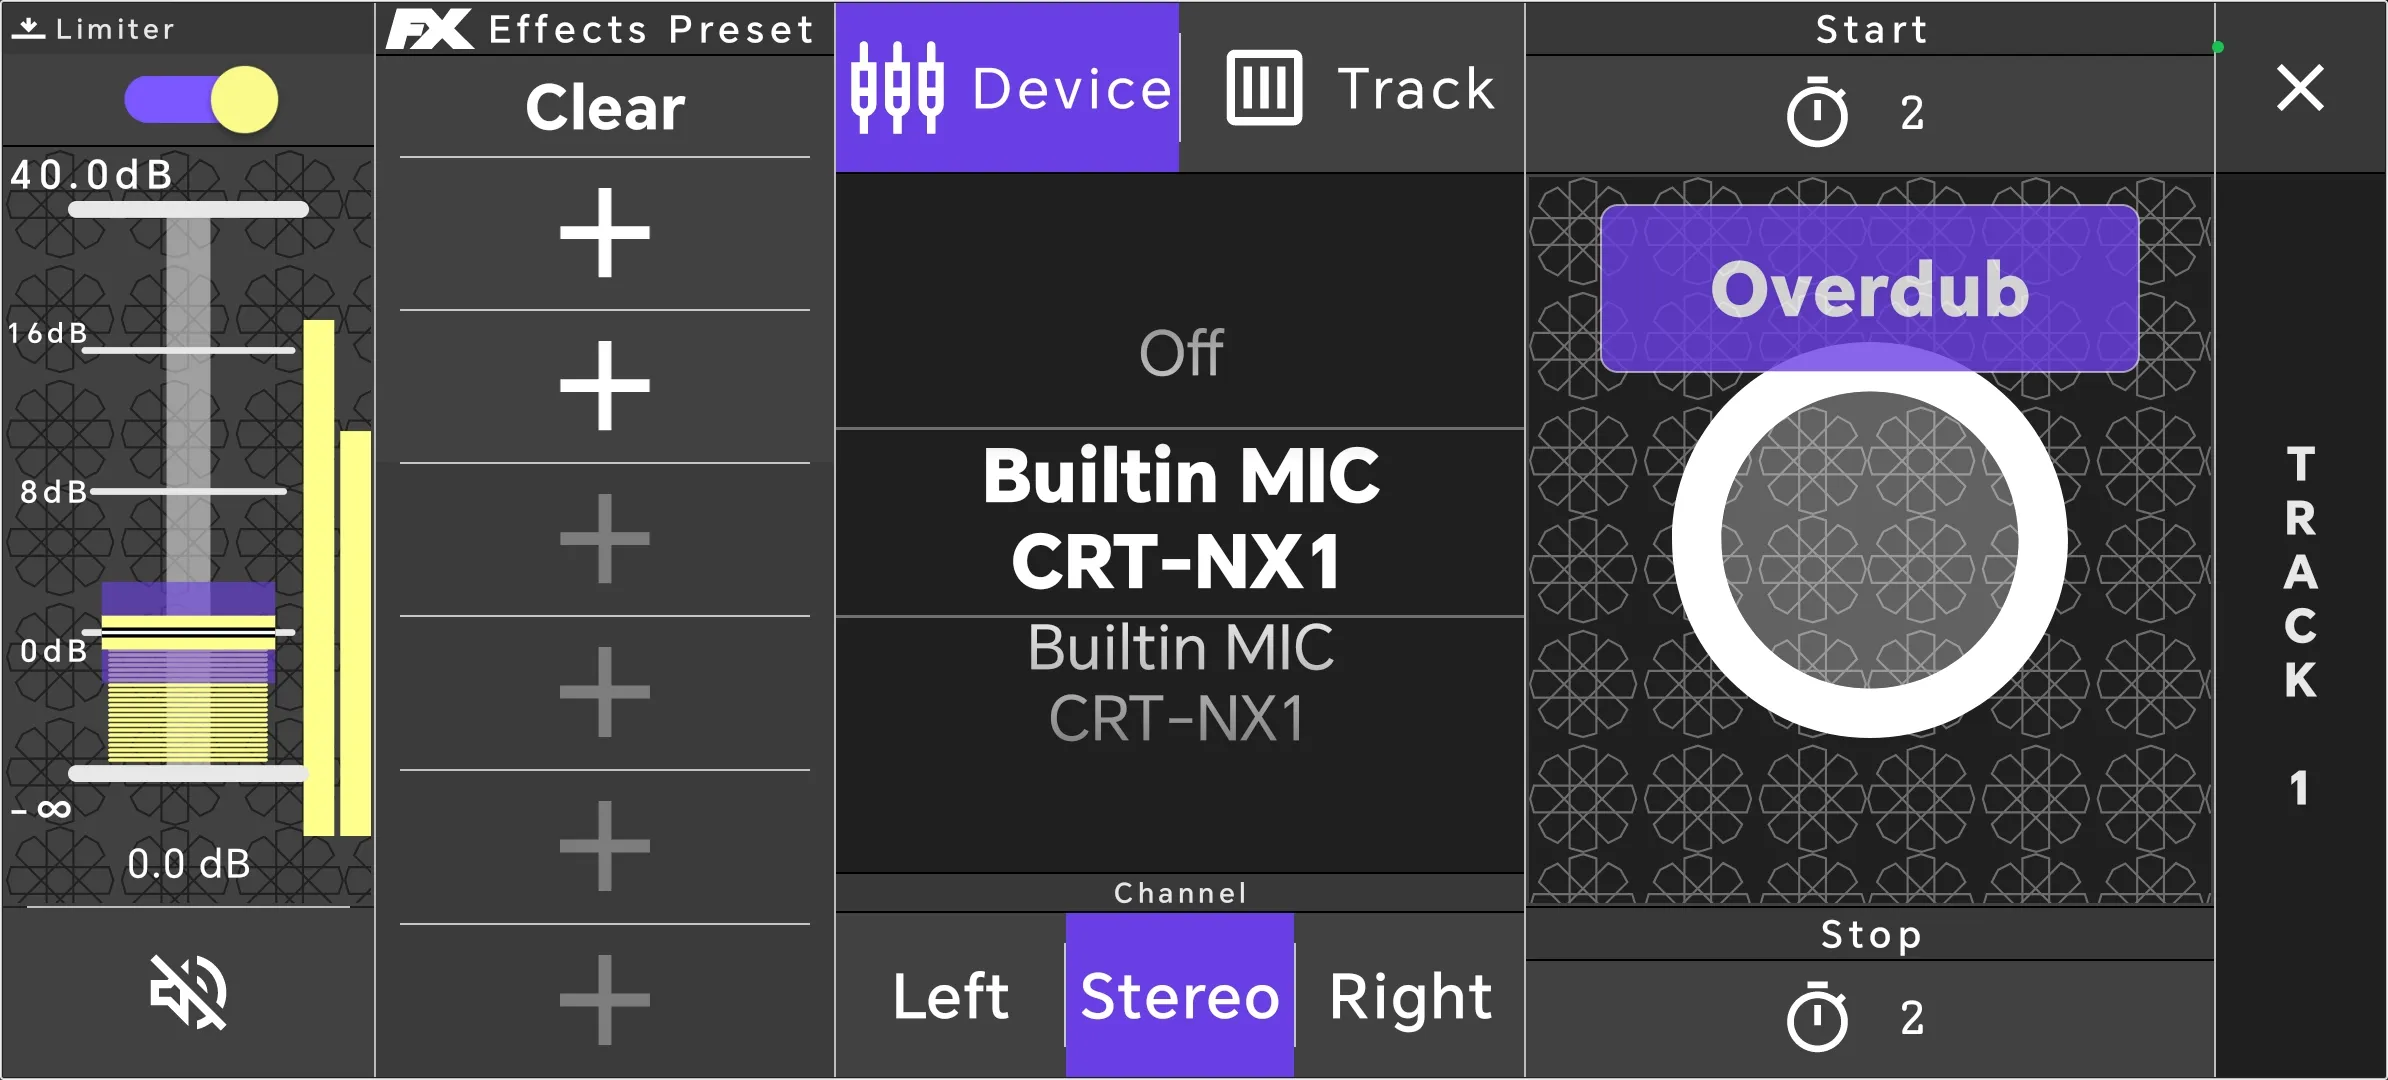 Limiter
40.0dB
16dB
8dB
0dB
-∞
0.0 dB
FX Effects Preset
Clear
Device
Track
Off
Builtin MIC
CRT-NX1
Builtin MIC
CRT-NX1
Channel
Left
Stereo
Right
Start
2
Overdub
Stop
2
TRACK 1